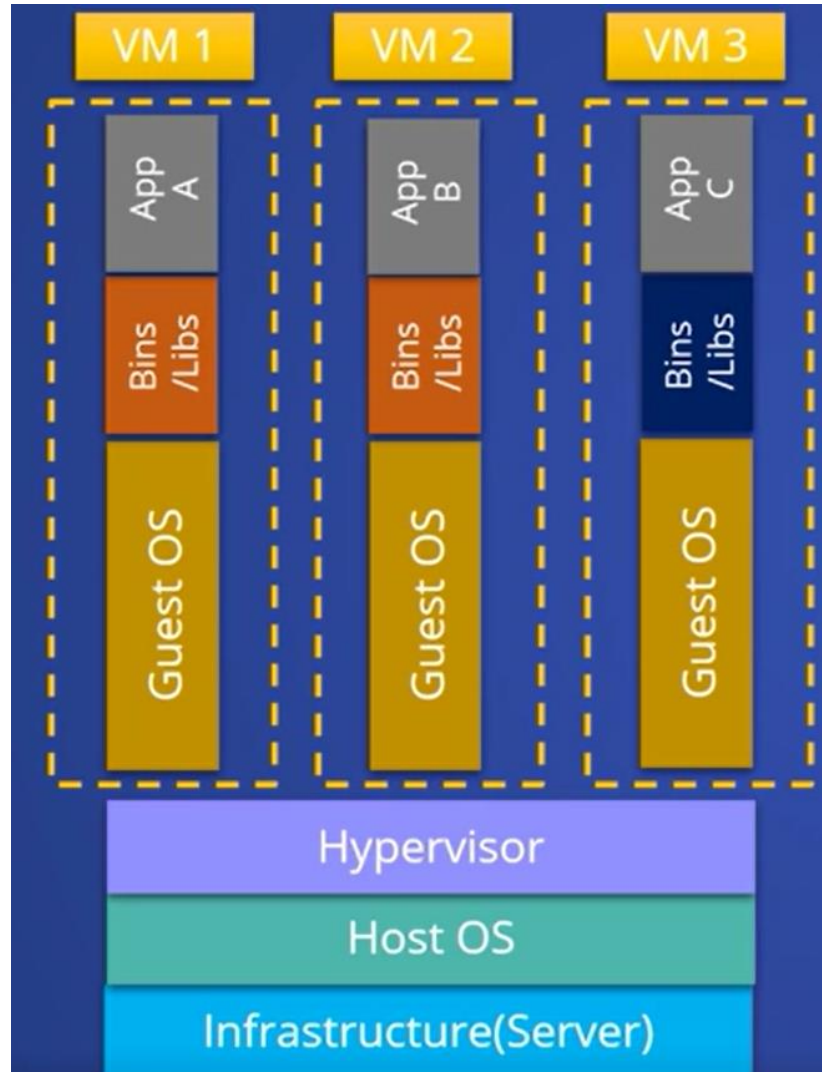 VM 1
VM 2
VM 3
App
A
App
B
App
C
Bins
/Libs
Bins
/Libs
Bins
/Libs
Guest OS
Guest OS
Guest OS
Hypervisor
Host OS
Infrastructure(Server)